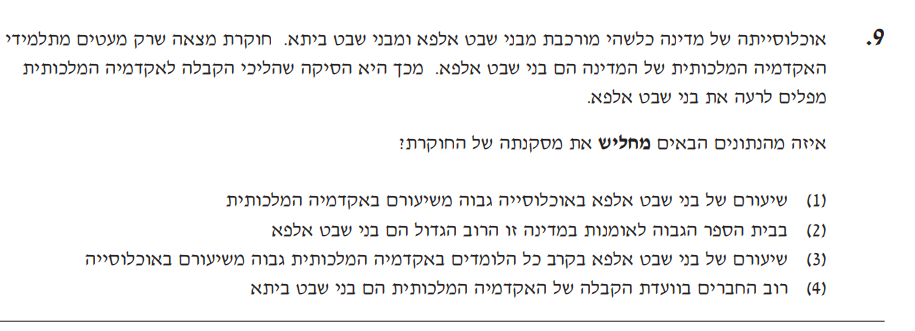 9. אוכלוסייתה של מדינה כלשהי מורכבת מבני שבט אלפא ומבני שבט ביתא. חוקרת מצאה שרק מעטים מתלמידי
האקדמיה המלכותית של המדינה הם בני שבט אלפא. מכך היא הסיקה שהליכי הקבלה לאקדמיה המלכותית
מפלים לרעה את בני שבט אלפא.
איזה מהנתונים הבאים מחליש את מסקנתה של החוקרת?
(1) שיעורם של בני שבט אלפא באוכלוסייה גבוה משיעורם באקדמיה המלכותית
(2) בבית הספר הגבוה לאומנות במדינה זו הרוב הגדול הם בני שבט אלפא
(3) שיעורם של בני שבט אלפא בקרב כל הלומדים באקדמיה המלכותית גבוה משיעורם באוכלוסייה
(4) רוב החברים בוועדת הקבלה של האקדמיה המלכותית הם בני שבט ביתא